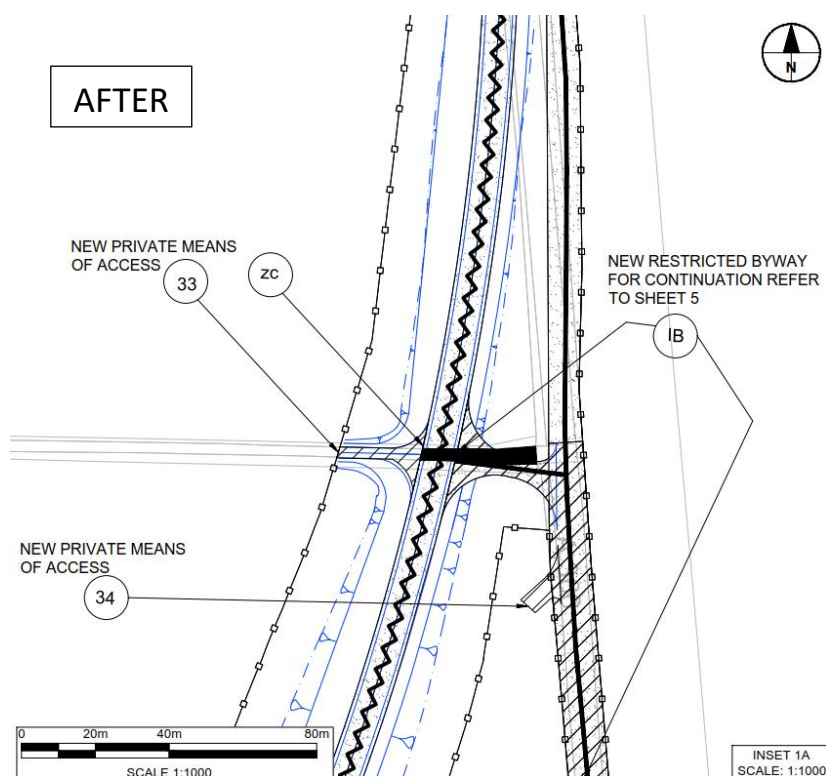 AFTER
N
NEW PRIVATE MEANS
OF ACCESS
33
zc
NEW RESTRICTED BYWAY
FOR CONTINUATION REFER
TO SHEET 5
IB
NEW PRIVATE MEANS
OF ACCESS
34
0 20m 40m 80m
SCALE 1:1000
INSET 1A
SCALE: 1:1000